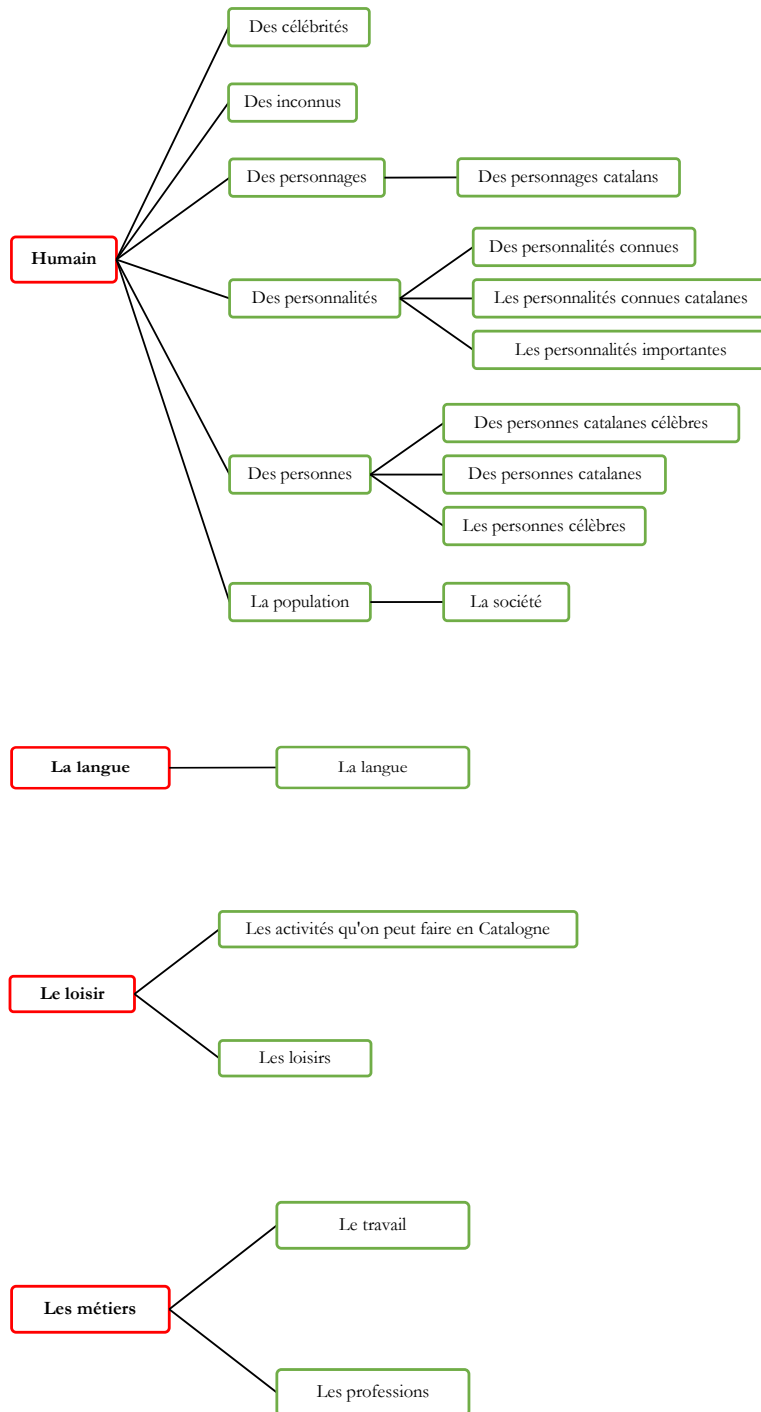 Des célébrités
Des inconnus
Des personnages
Des personnages catalans
Humain
Des personnalités
Des personnalités connues
Les personnalités connues catalanes
Les personnalités importantes
Des personnes
Des personnes catalanes célèbres
Des personnes catalanes
Les personnes célèbres
La population
La société
La langue
La langue
Le loisir
Les activités qu'on peut faire en Catalogne
Les loisirs
Les métiers
Le travail
Les professions